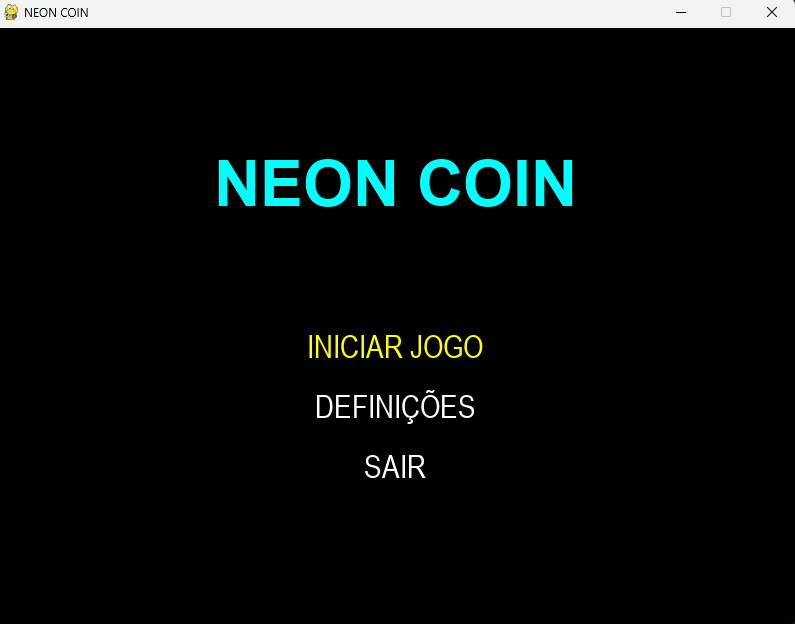 NEON COIN
NEON COIN
INICIAR JOGO
DEFINIÇÕES
SAIR